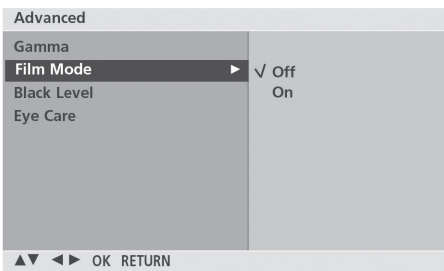 Advanced
Gamma
Film Mode ▶ √ Off
On
Black Level
Eye Care
▲▼ ◀ ▶ OK RETURN